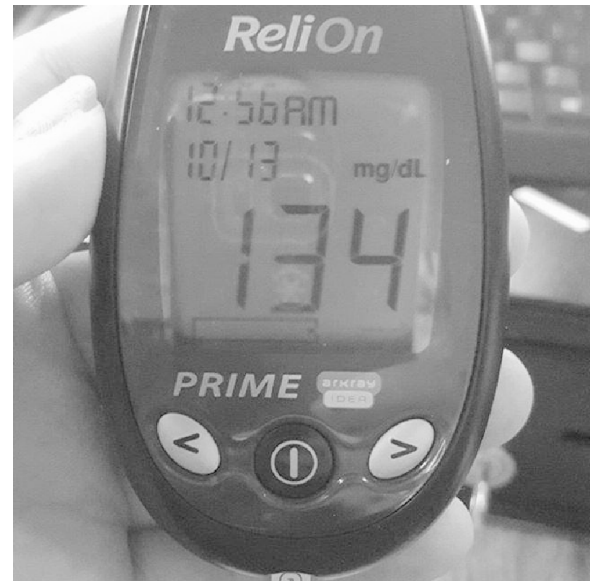 ReliOn
12:56AM
10/13 mg/dL
134
PRIME arkray
IDEA
< >